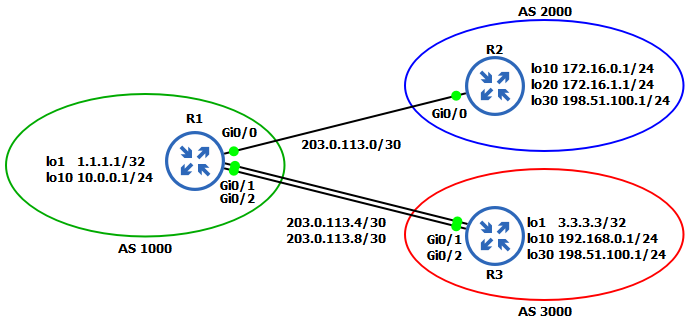 AS 2000
R2
lo10 172.16.0.1/24
lo20 172.16.1.1/24
lo30 198.51.100.1/24
Gi0/0
R1
Gi0/0
203.0.113.0/30
lo1 1.1.1.1/32
lo10 10.0.0.1/24
Gi0/1
Gi0/2
AS 1000
203.0.113.4/30
203.0.113.8/30
Gi0/1
Gi0/2
lo1 3.3.3.3/32
lo10 192.168.0.1/24
lo30 198.51.100.1/24
R3
AS 3000